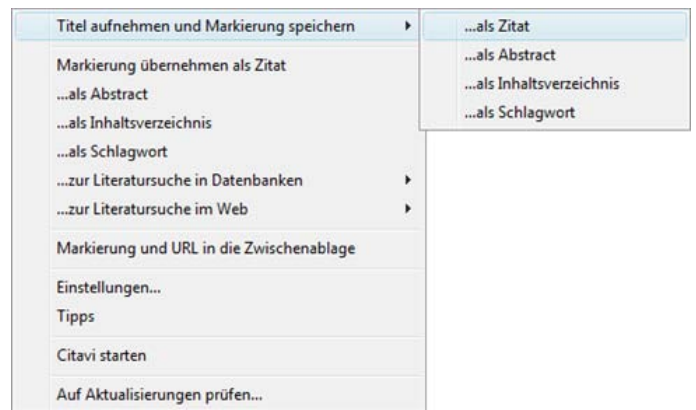 Titel aufnehmen und Markierung speichern
Markierung übernehmen als Zitat
...als Abstract
...als Inhaltsverzeichnis
...als Schlagwort
...zur Literatursuche in Datenbanken
...zur Literatursuche im Web
Markierung und URL in die Zwischenablage
Einstellungen...
Tipps
Citavi starten
Auf Aktualisierungen prüfen...
...als Zitat
...als Abstract
...als Inhaltsverzeichnis
...als Schlagwort